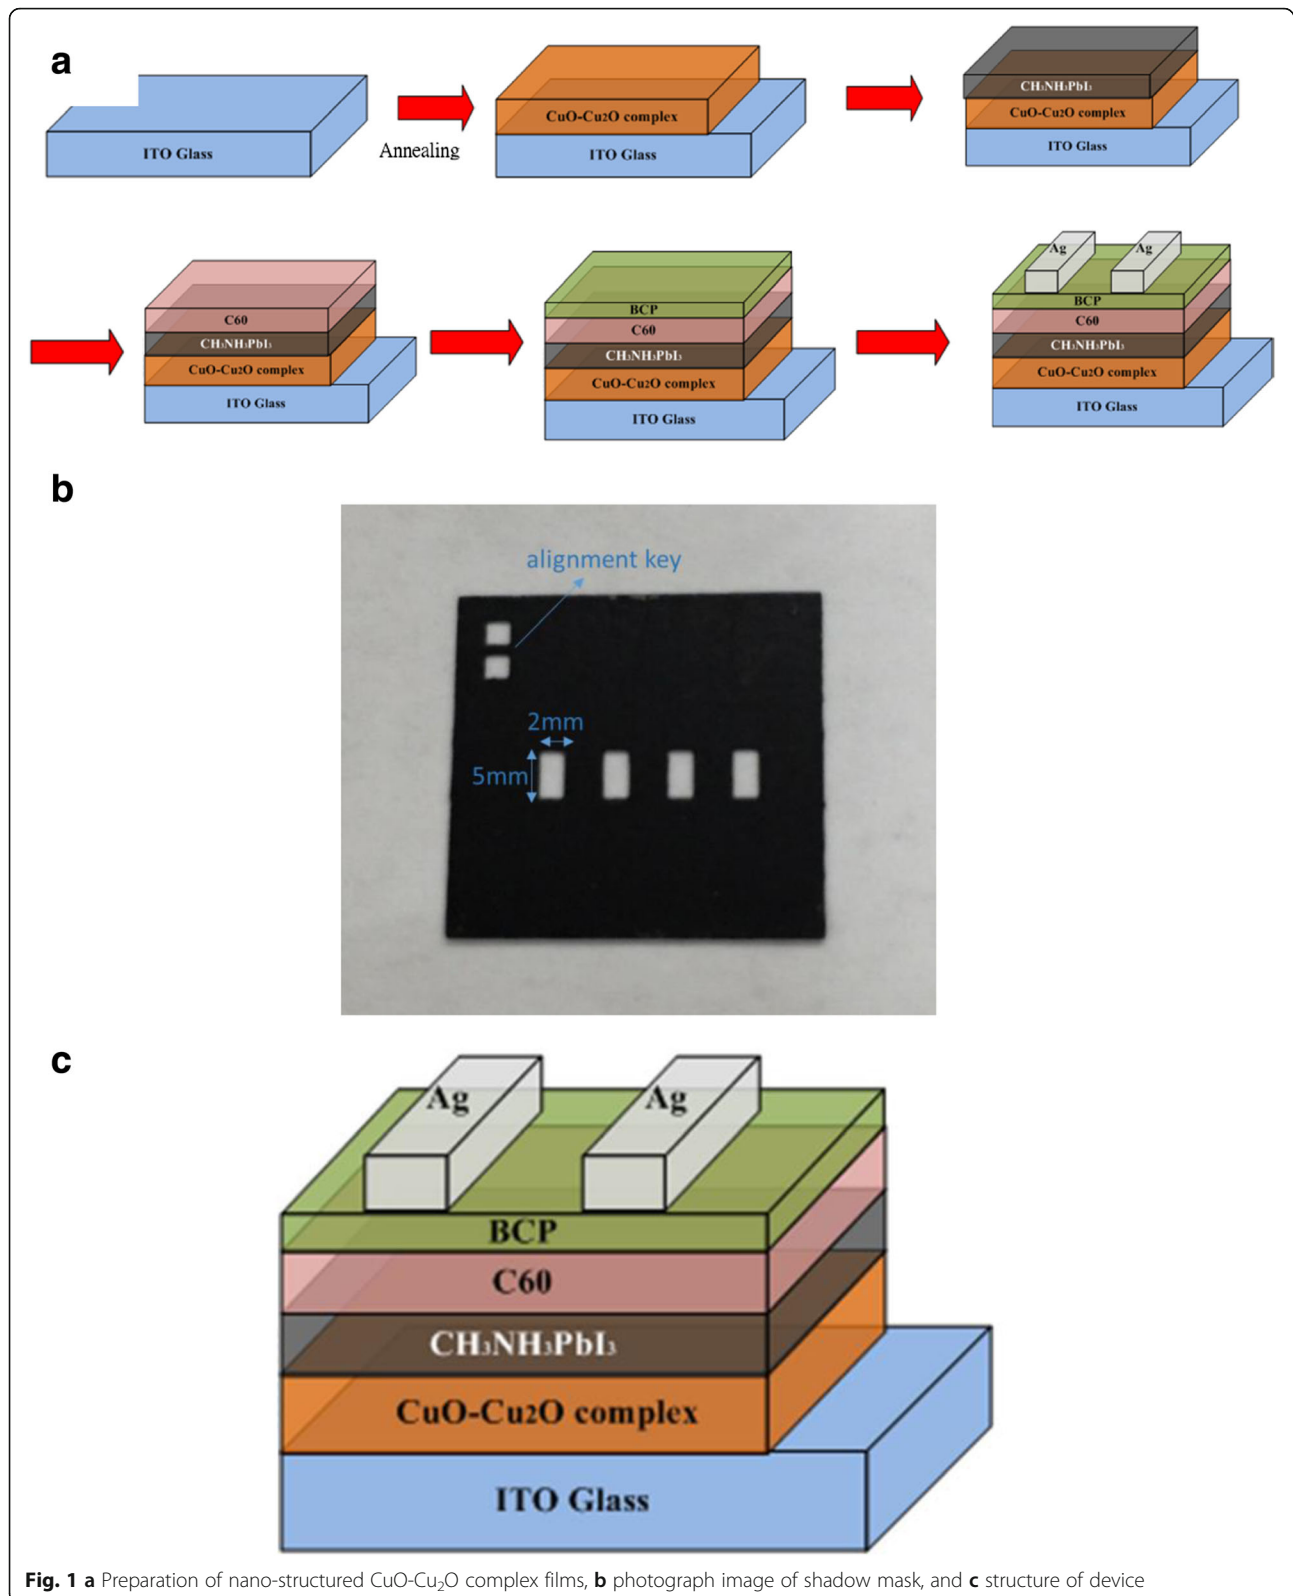 a
ITO Glass
Annealing
CuO-Cu2O complex
ITO Glass
CH3NH3PbI3
CuO-Cu2O complex
ITO Glass
C60
CH3NH3PbI3
CuO-Cu2O complex
ITO Glass
BCP
C60
CH3NH3PbI3
CuO-Cu2O complex
ITO Glass
Ag Ag
BCP
C60
CH3NH3PbI3
CuO-Cu2O complex
ITO Glass
b
alignment key
2mm
5mm
c
Ag Ag
BCP
C60
CH3NH3PbI3
CuO-Cu2O complex
ITO Glass
Fig. 1 a Preparation of nano-structured CuO-Cu₂O complex films, b photograph image of shadow mask, and c structure of device